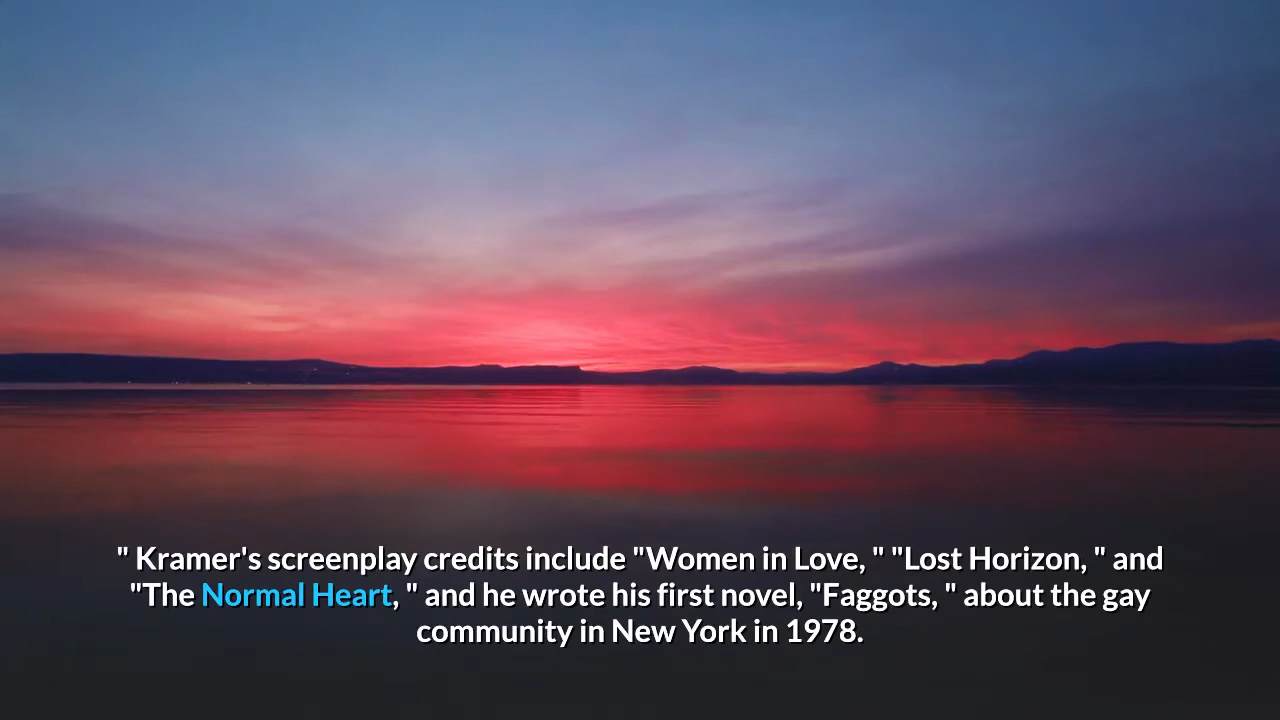 " Kramer's screenplay credits include "Women in Love, " "Lost Horizon, " and
"The Normal Heart, " and he wrote his first novel, "Faggots, " about the gay
community in New York in 1978.